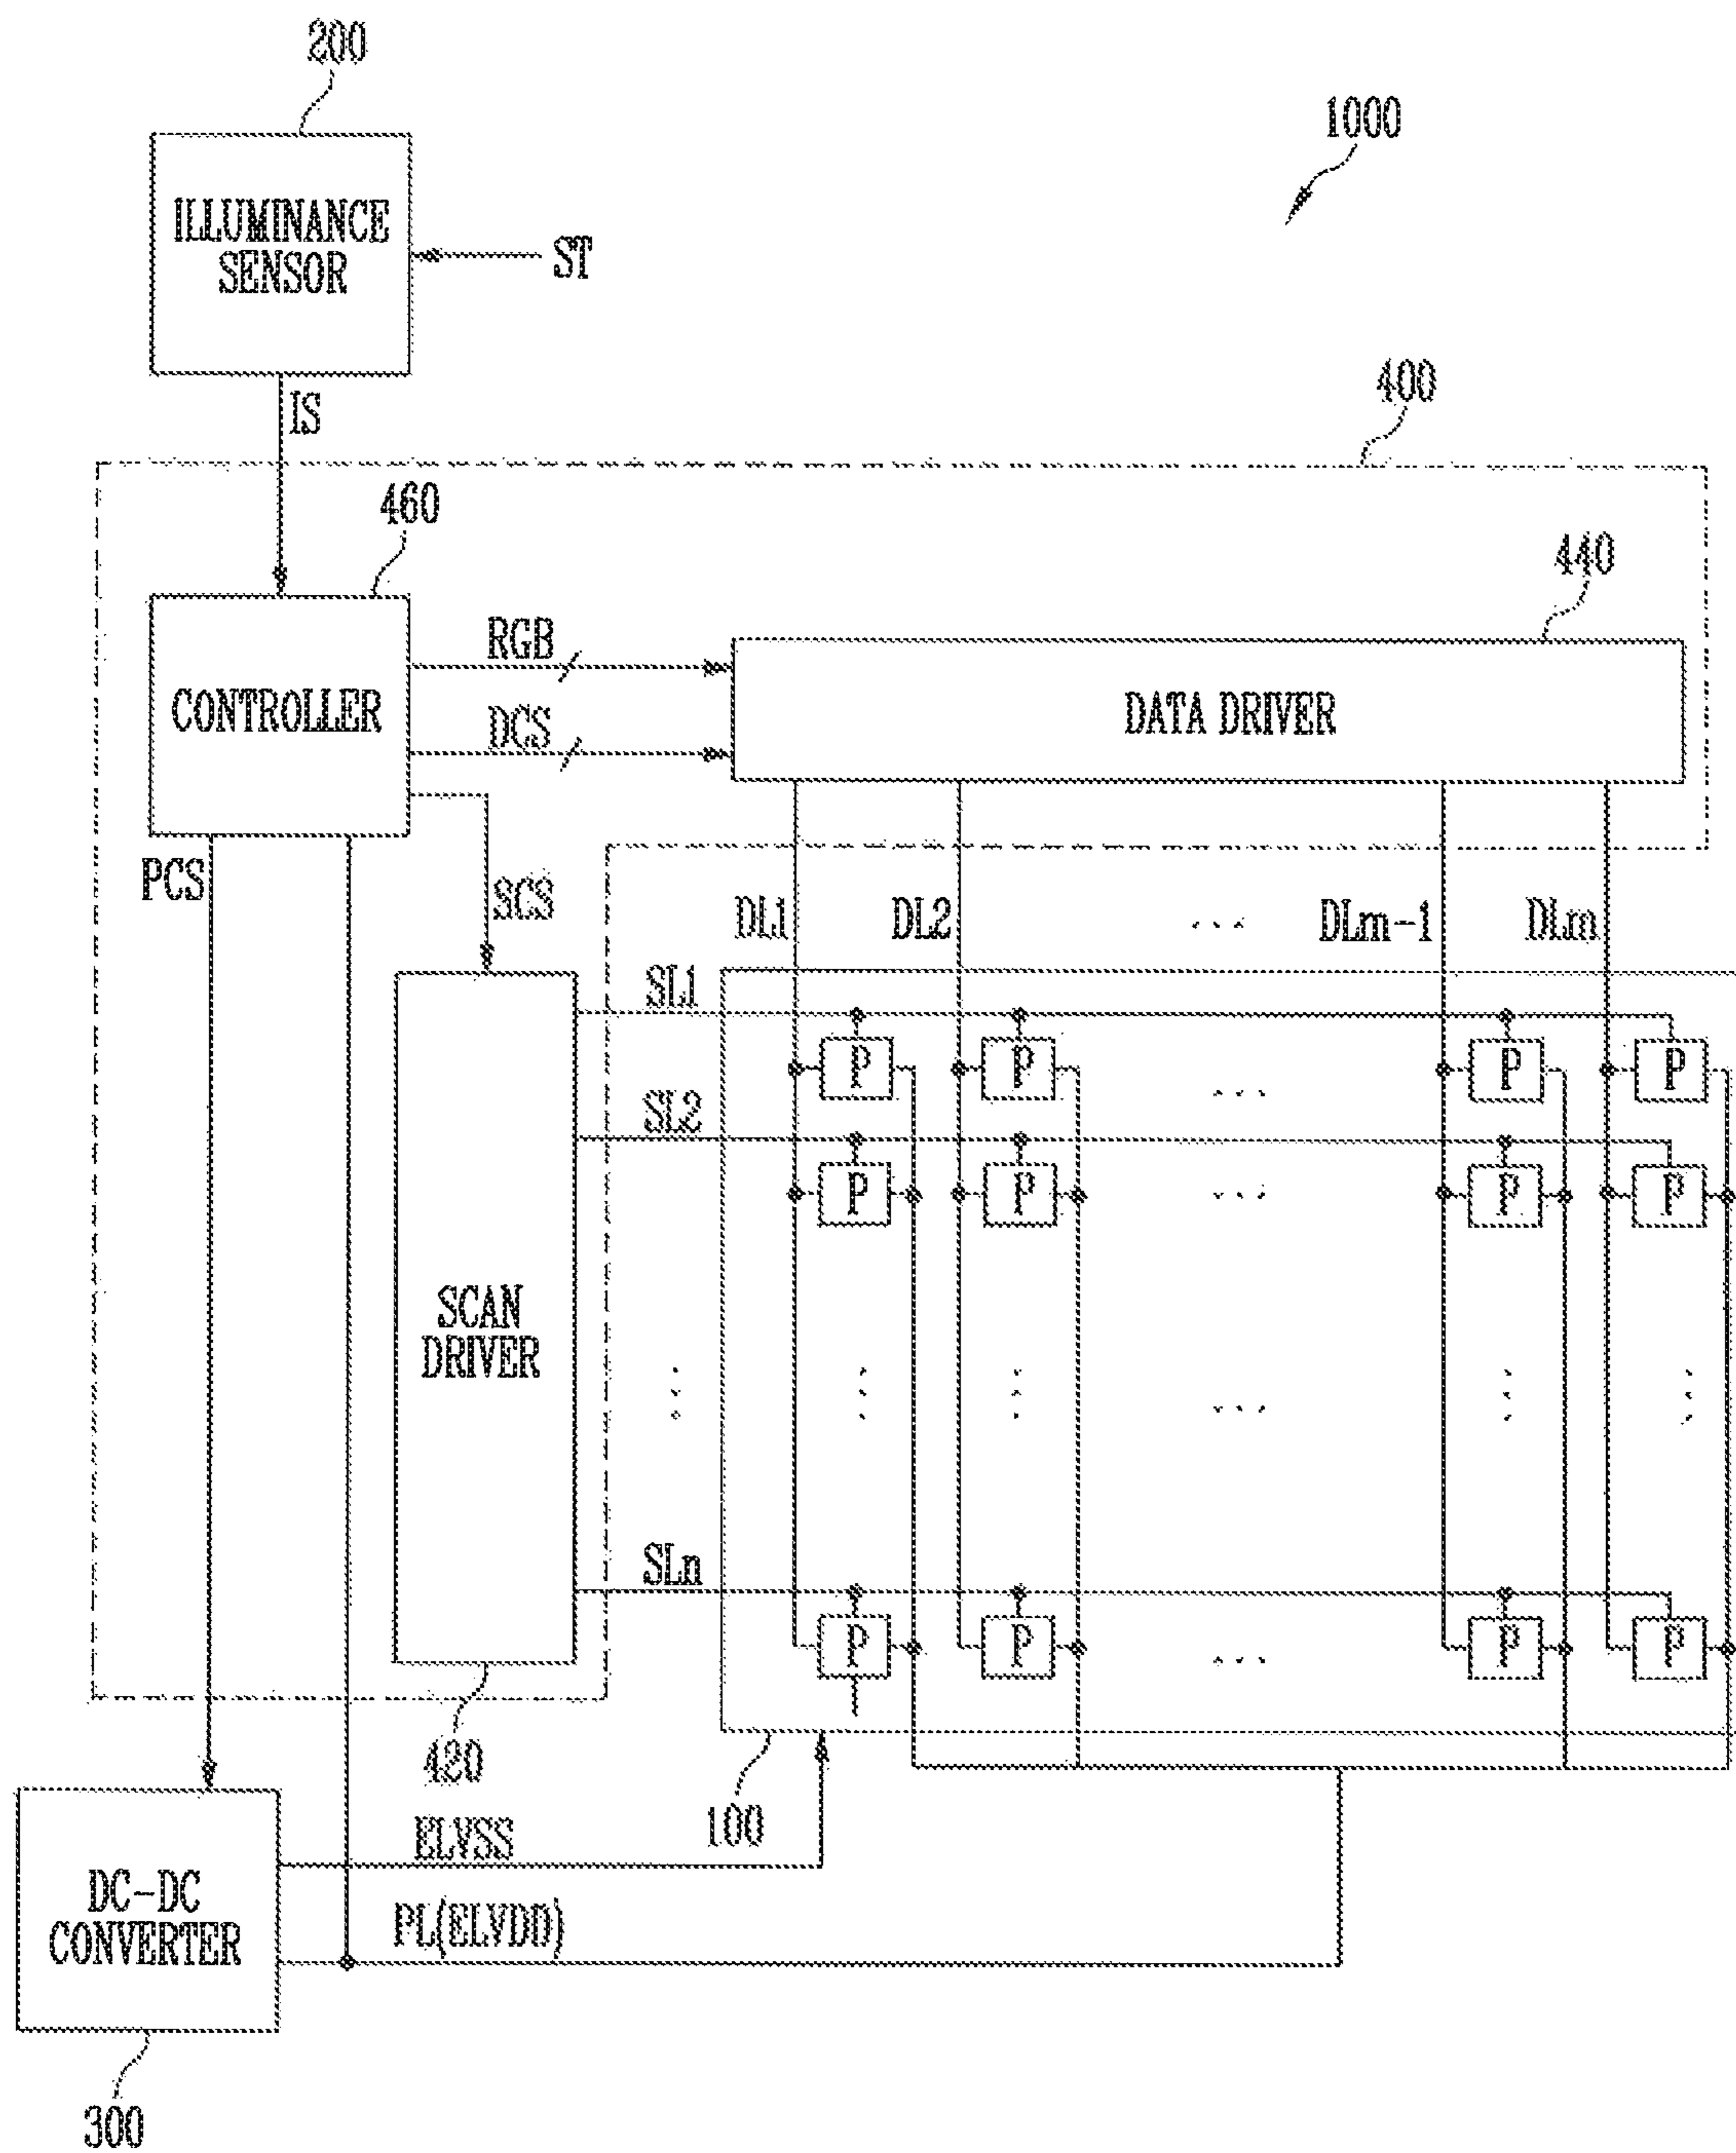 200
1000
ILLUMINANCE
SENSOR
ST
IS
400
460
440
RGB
CONTROLLER
DCS
DATA DRIVER
PCS
SCS
DL1
DL2
...
DLm-1
DLm
SL1
P
P
...
P
P
SL2
P
P
...
P
P
SCAN
DRIVER
...
SLn
P
P
...
P
P
420
100
ELVSS
DC-DC
CONVERTER
PL(ELVDD)
300